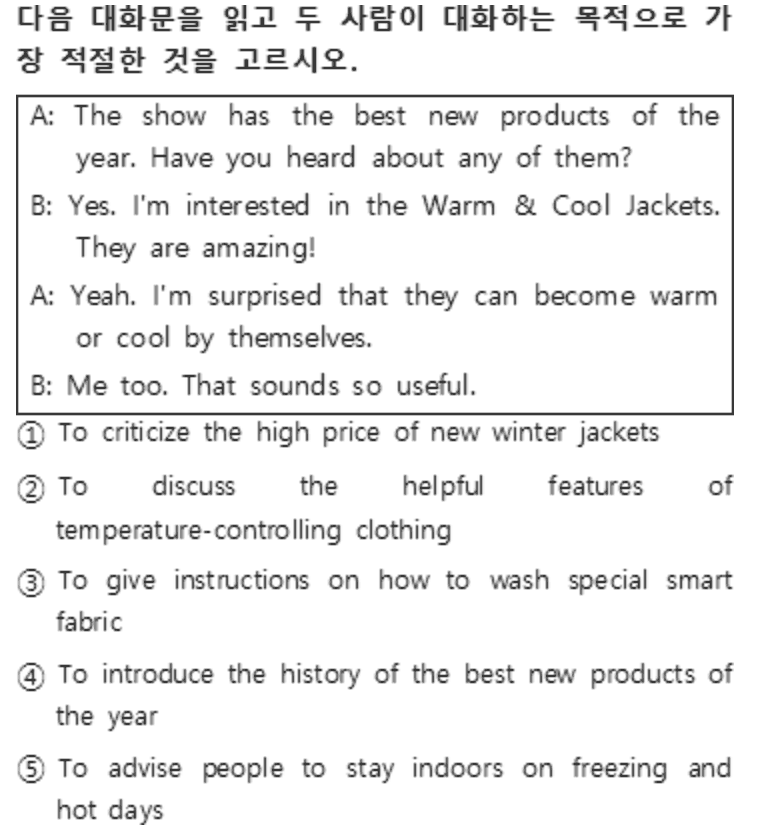 다음 대화문을 읽고 두 사람이 대화하는 목적으로 가
장 적절한 것을 고르시오.
A: The show has the best new products of the
year. Have you heard about any of them?
B: Yes. I'm interested in the Warm & Cool Jackets.
They are amazing!
A: Yeah. I'm surprised that they can become warm
or cool by themselves.
B: Me too. That sounds so useful.
① To criticize the high price of new winter jackets
② To discuss the helpful features of
temperature-controlling clothing
③ To give instructions on how to wash special smart
fabric
④ To introduce the history of the best new products of
the year
⑤ To advise people to stay indoors on freezing and
hot days